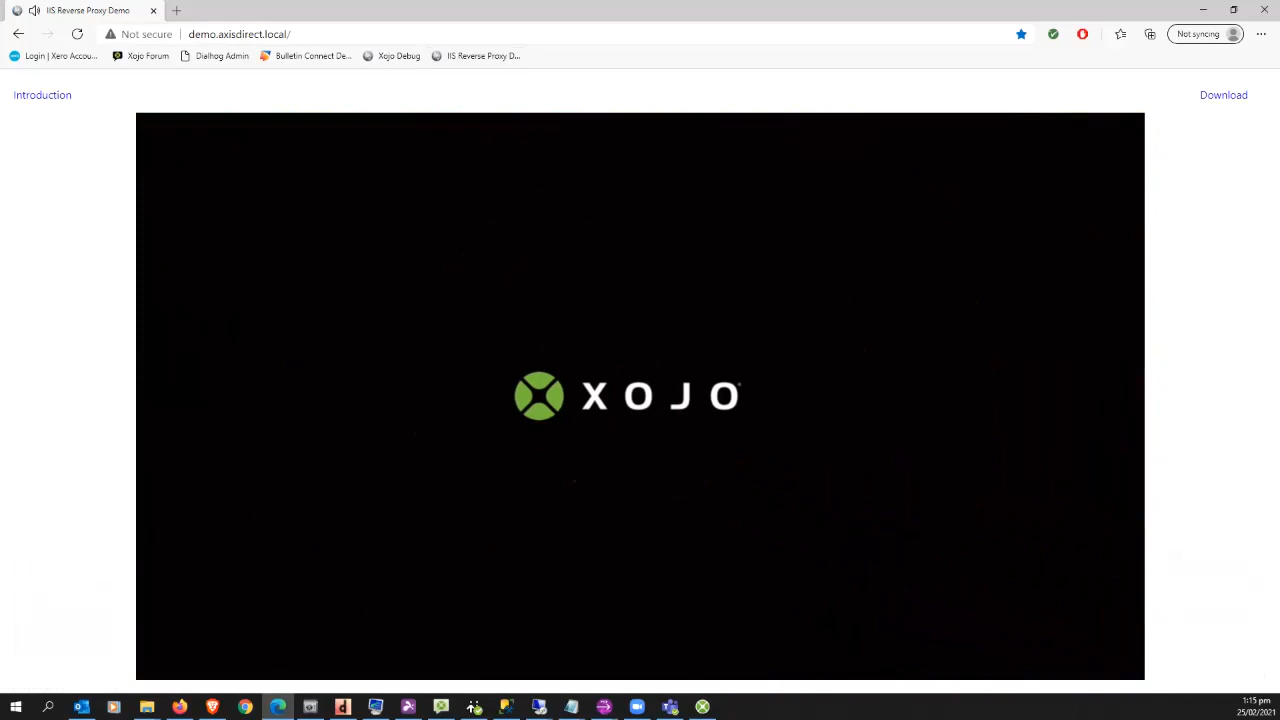 IIS Reverse Proxy Demo
Not secure demo.axisdirect.local/ Not syncing
Login | Xero Accou... Xojo Forum Dialhog Admin Bulletin Connect De... Xojo Debug IIS Reverse Proxy D...
Introduction Download
XOJO
1:15 pm
25/02/2021